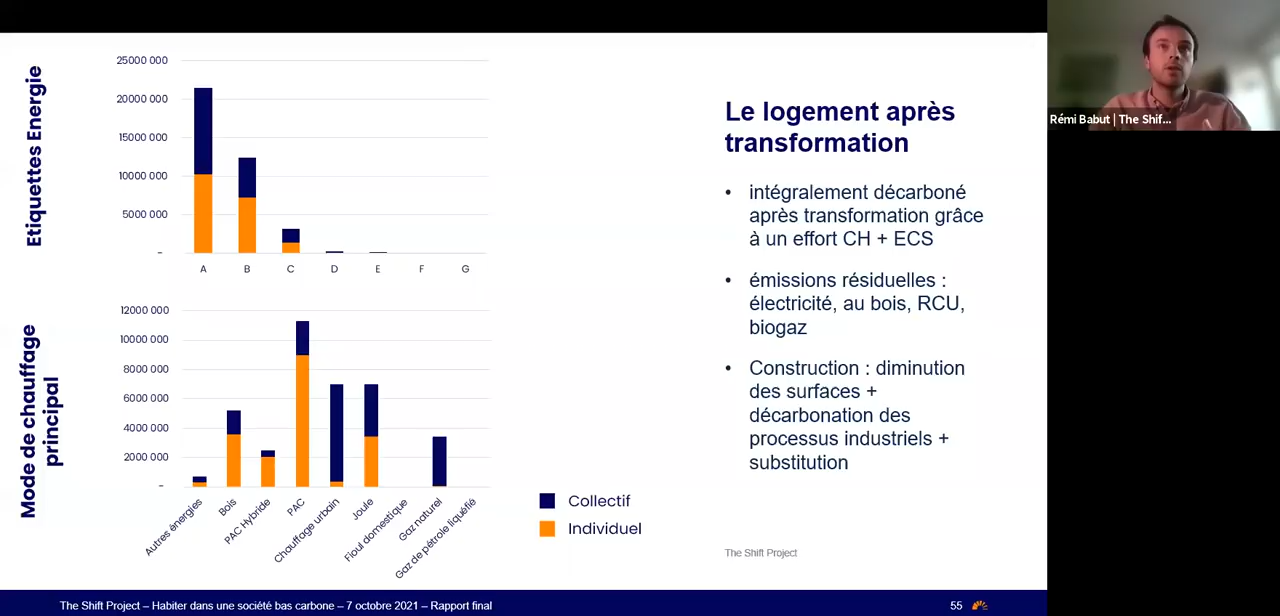 Etiquettes Energie
25000 000
20000 000
15000 000
10000 000
5000 000
-
A B C D E F G
Mode de chauffage
principal
12000 000
10000 000
8000 000
6000 000
4000 000
2000 000
-
Autres énergies
Bois
PAC Hybride
PAC
Chauffage urbain
Joule
Fioul domestique
Gaz naturel
Gaz de pétrole liquéfié
Collectif
Individuel
Le logement après
transformation
• intégralement décarboné
après transformation grâce
à un effort CH + ECS
• émissions résiduelles :
électricité, au bois, RCU,
biogaz
• Construction : diminution
des surfaces +
décarbonation des
processus industriels +
substitution
The Shift Project
Rémi Babut | The Shif...
The Shift Project – Habiter dans une société bas carbone – 7 octobre 2021 – Rapport final
55